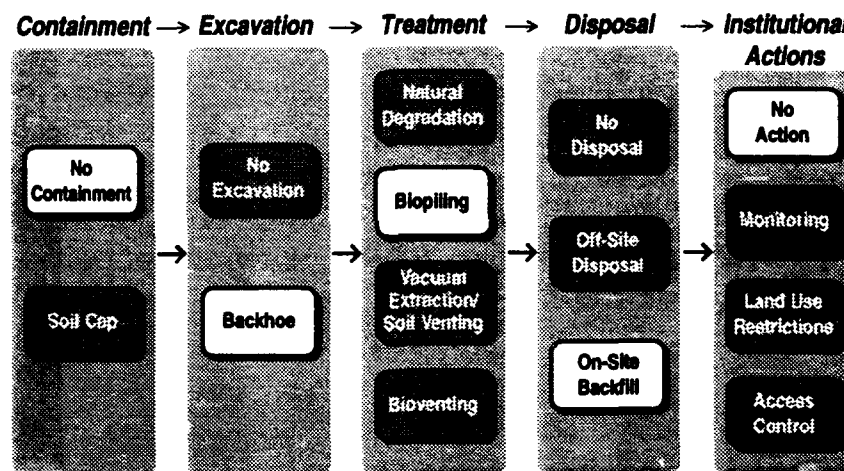 Containment → Excavation → Treatment → Disposal → Institutional
Actions
No
Containment
Soil Cap
No
Excavation
Backhoe
Natural
Degradation
Biopiling
Vacuum
Extraction/
Soil Venting
Bioventing
No
Disposal
Off-Site
Disposal
On-Site
Backfill
No
Action
Monitoring
Land Use
Restrictions
Access
Control